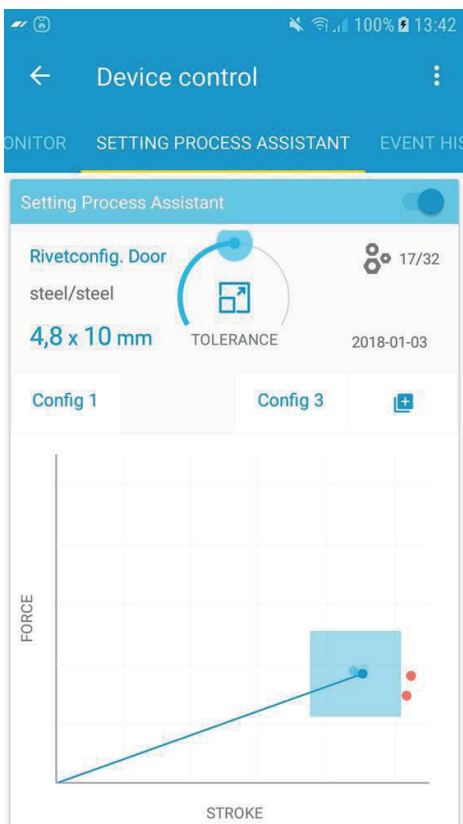 100% 13:42
Device control
ONITOR SETTING PROCESS ASSISTANT EVENT HIS
Setting Process Assistant
Rivetconfig. Door
17/32
steel/steel
4,8 x 10 mm
TOLERANCE
2018-01-03
Config 1 Config 3
FORCE
STROKE